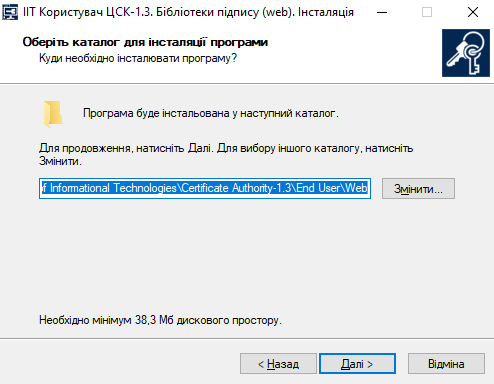 ІІТ Користувач ЦСК-1.3. Бібліотеки підпису (web). Інсталяція
Оберіть каталог для інсталяції програми
Куди необхідно інсталювати програму?
Програма буде інстальована у наступний каталог.
Для продовження, натисніть Далі. Для вибору іншого каталогу, натисніть
Змінити.
f Informational Technologies\Certificate Authority-1.3\End User\Web
Змінити...
Необхідно мінімум 38,3 Мб дискового простору.
< Назад
Далі >
Відміна